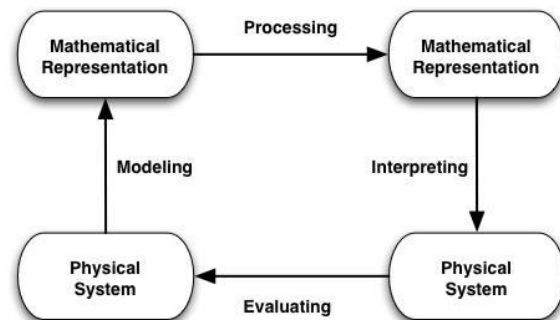 Processing
Mathematical
Representation
Mathematical
Representation
Modeling
Interpreting
Physical
System
Physical
System
Evaluating